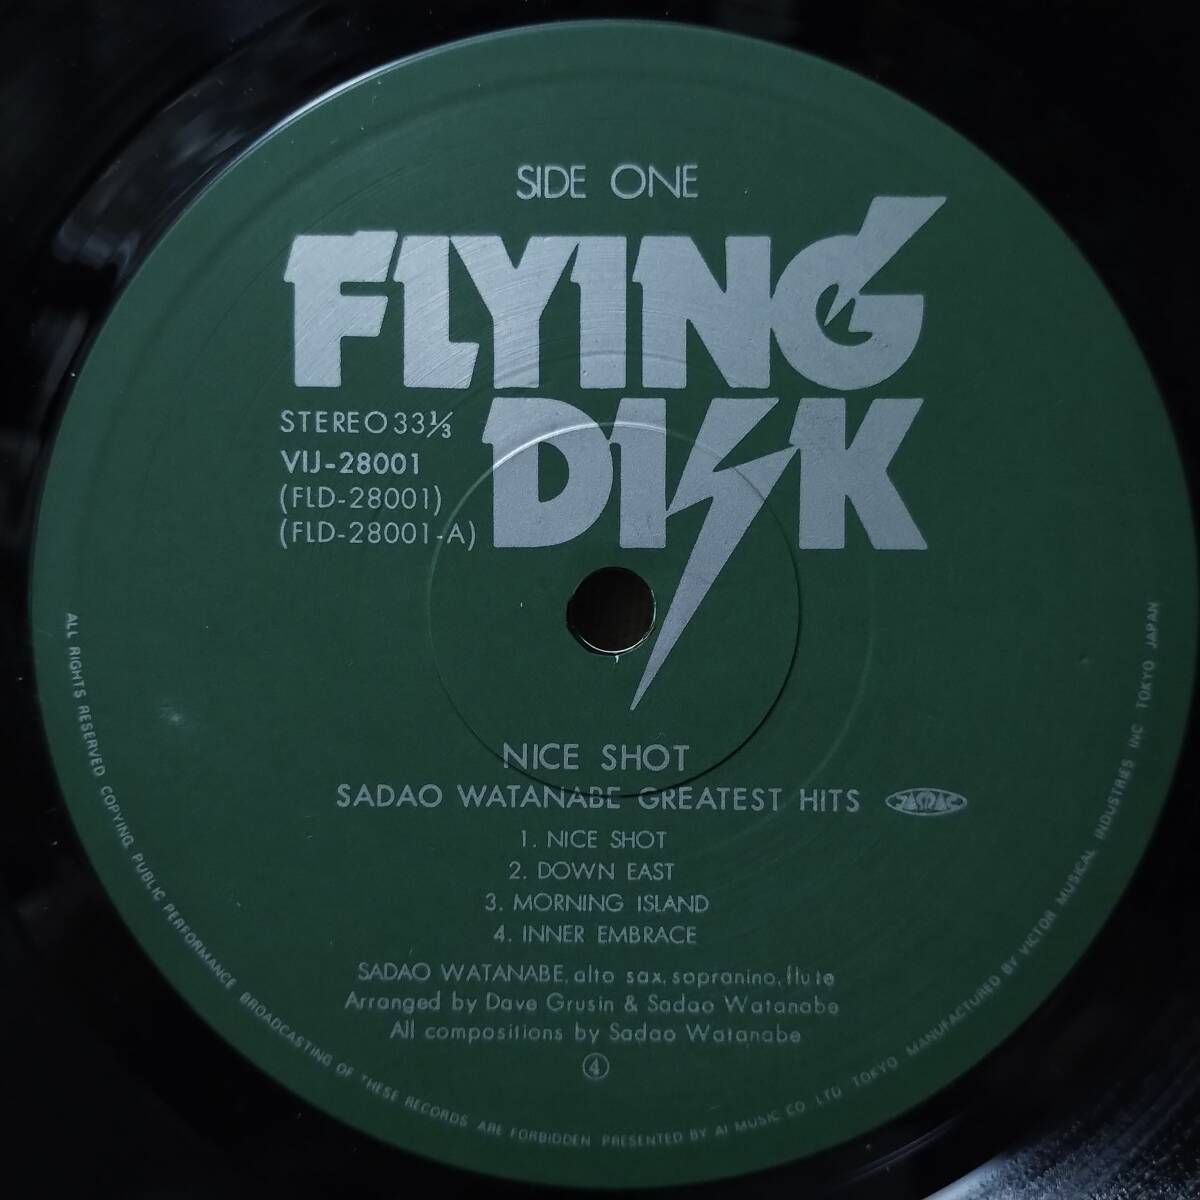 SIDE ONE
FLYING
DISK
STEREO 33⅓
VIJ-28001
(FLD-28001)
(FLD-28001-A)
NICE SHOT
SADAO WATANABE GREATEST HITS JASRAC
1. NICE SHOT
2. DOWN EAST
3. MORNING ISLAND
4. INNER EMBRACE
SADAO WATANABE, alto sax, sopranino, flute
Arranged by Dave Grusin & Sadao Watanabe
All compositions by Sadao Watanabe
④
ALL RIGHTS RESERVED COPYING, PUBLIC PERFORMANCE BROADCASTING OF THESE RECORDS ARE FORBIDDEN PRESENTED BY AI MUSIC CO LTD TOKYO MANUFACTURED BY VICTOR MUSICAL INDUSTRIES INC TOKYO JAPAN